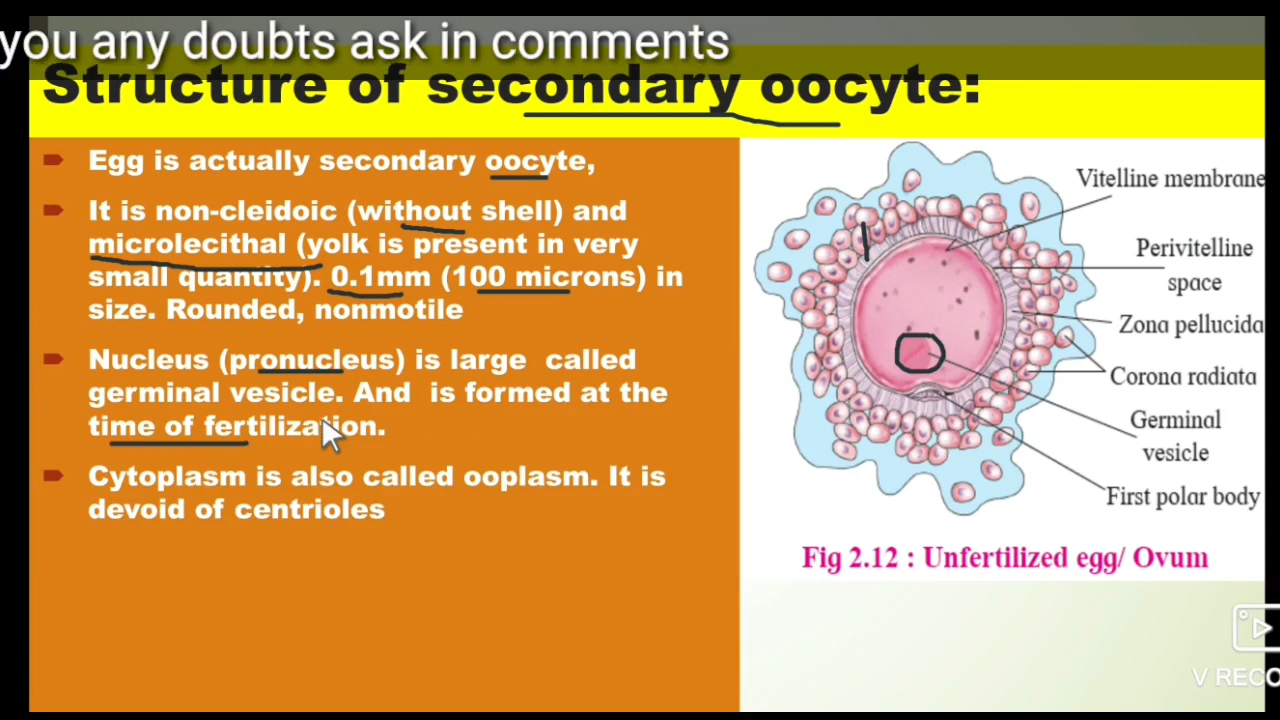 you any doubts ask in comments
Structure of secondary oocyte:
Egg is actually secondary oocyte,
It is non-cleidoic (without shell) and
microlecithal (yolk is present in very
small quantity). 0.1mm (100 microns) in
size. Rounded, nonmotile
Nucleus (pronucleus) is large called
germinal vesicle. And is formed at the
time of fertilization.
Cytoplasm is also called ooplasm. It is
devoid of centrioles
Vitelline membrane
Perivitelline
space
Zona pellucida
Corona radiata
Germinal
vesicle
First polar body
Fig 2.12 : Unfertilized egg/ Ovum
V RECO